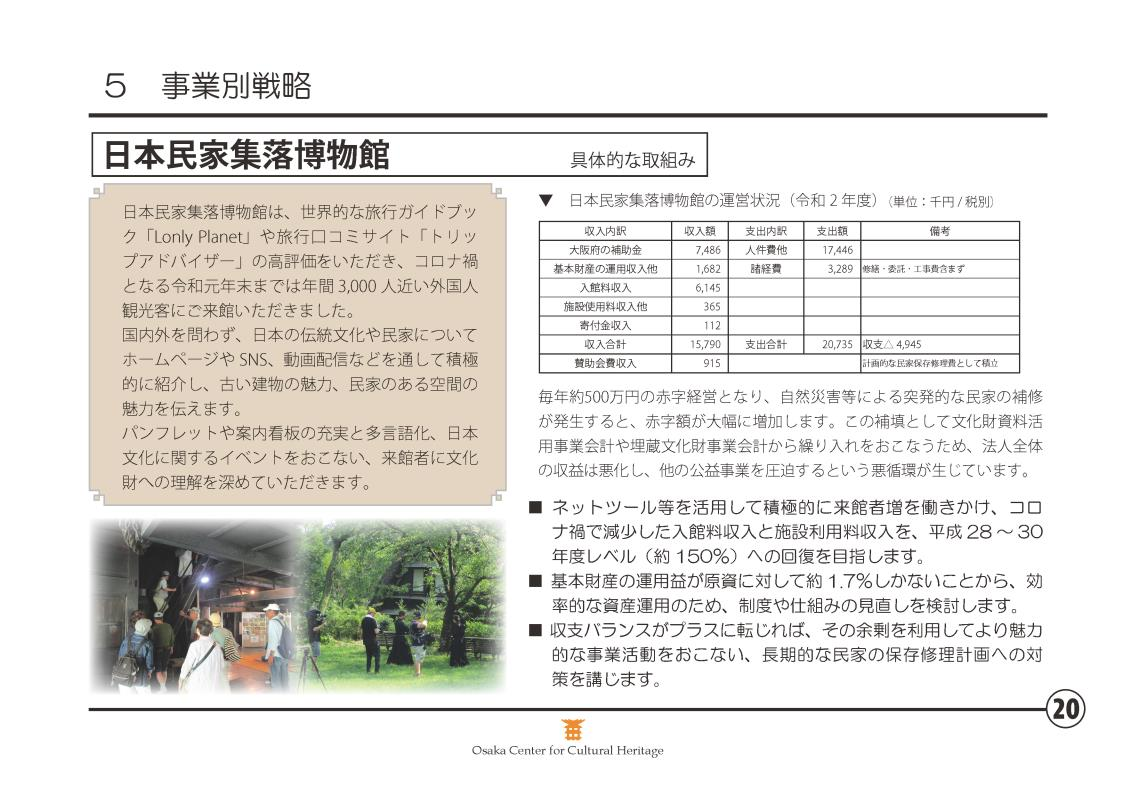 5 事業別戦略
日本民家集落博物館 具体的な取組み
日本民家集落博物館は、世界的な旅行ガイドブッ
ク「Lonly Planet」や旅行口コミサイト「トリッ
プアドバイザー」の高評価をいただき、コロナ禍
となる令和元年末までは年間 3,000 人近い外国人
観光客にご来館いただきました。
国内外を問わず、日本の伝統文化や民家について
ホームページや SNS、動画配信などを通して積極
的に紹介し、古い建物の魅力、民家のある空間の
魅力を伝えます。
パンフレットや案内看板の充実と多言語化、日本
文化に関するイベントをおこない、来館者に文化
財への理解を深めていただきます。
▼ 日本民家集落博物館の運営状況（令和 2 年度）（単位：千円 / 税別）
収入内訳 収入額 支出内訳 支出額 備考
大阪府の補助金 7,486 人件費他 17,446
基本財産の運用収入他 1,682 諸経費 3,289 修繕・委託・工事費含まず
入館料収入 6,145
施設使用料収入他 365
寄付金収入 112
収入合計 15,790 支出合計 20,735 収支△ 4,945
賛助会費収入 915 計画的な民家保存修理費として積立
毎年約500万円の赤字経営となり、自然災害等による突発的な民家の補修
が発生すると、赤字額が大幅に増加します。この補填として文化財資料活
用事業会計や埋蔵文化財事業会計から繰り入れをおこなうため、法人全体
の収益は悪化し、他の公益事業を圧迫するという悪循環が生じています。
■ ネットツール等を活用して積極的に来館者増を働きかけ、コロ
ナ禍で減少した入館料収入と施設利用料収入を、平成 28 ～ 30
年度レベル（約 150%）への回復を目指します。
■ 基本財産の運用益が原資に対して約 1.7%しかないことから、効
率的な資産運用のため、制度や仕組みの見直しを検討します。
■ 収支バランスがプラスに転じれば、その余剰を利用してより魅力
的な事業活動をおこない、長期的な民家の保存修理計画への対
策を講じます。
20
Osaka Center for Cultural Heritage